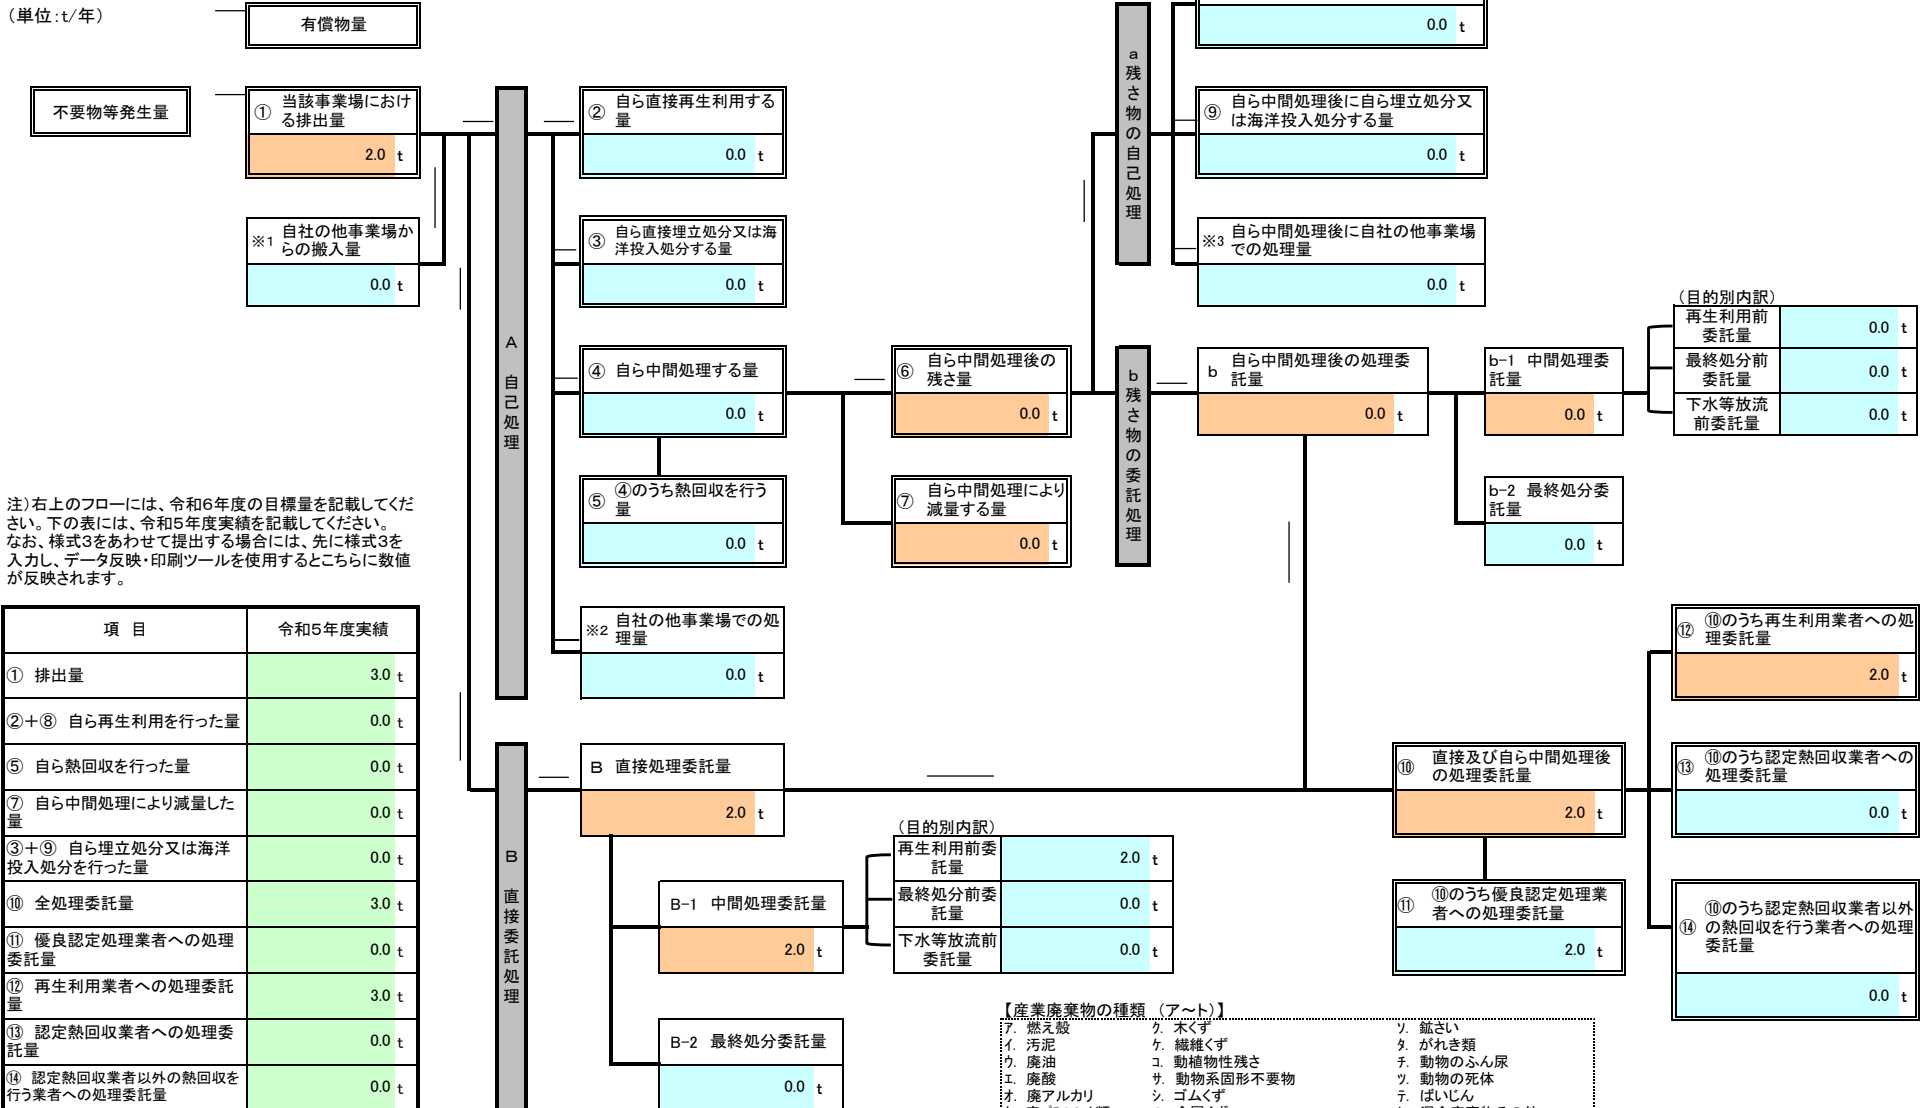 （単位：t/年）
有償物量
0.0 t
不要物等発生量
① 当該事業場におけ
る排出量
2.0 t
② 自ら直接再生利用する
量
0.0 t
a 残さ物の自己処理
⑨ 自ら中間処理後に自ら埋立処分又
は海洋投入処分する量
0.0 t
※1 自社の他事業場か
らの搬入量
0.0 t
③ 自ら直接埋立処分又は海
洋投入処分する量
0.0 t
※3 自ら中間処理後に自社の他事業場
での処理量
0.0 t
A 自己処理
④ 自ら中間処理する量
0.0 t
⑥ 自ら中間処理後の
残さ量
0.0 t
b 残さ物の委託処理
b 自ら中間処理後の処理委
託量
0.0 t
b-1 中間処理委
託量
0.0 t
（目的別内訳）
再生利用前
委託量
0.0 t
最終処分前
委託量
0.0 t
下水等放流
前委託量
0.0 t
⑤ ④のうち熱回収を行う
量
0.0 t
⑦ 自ら中間処理により
減量する量
0.0 t
b-2 最終処分委
託量
0.0 t
注）右上のフローには、令和６年度の目標量を記載してくだ
さい。下の表には、令和５年度実績を記載してください。
なお、様式３をあわせて提出する場合には、先に様式３を
入力し、データ反映・印刷ツールを使用するとこちらに数値
が反映されます。
※2 自社の他事業場での処
理量
0.0 t
項 目 令和５年度実績
① 排出量 3.0 t
②＋⑧ 自ら再生利用を行った量 0.0 t
⑤ 自ら熱回収を行った量 0.0 t
⑦ 自ら中間処理により減量した
量 0.0 t
③＋⑨ 自ら埋立処分又は海洋
投入処分を行った量 0.0 t
⑩ 全処理委託量 3.0 t
⑪ 優良認定処理業者への処理
委託量 0.0 t
⑫ 再生利用業者への処理委託
量 3.0 t
⑬ 認定熱回収業者への処理委
託量 0.0 t
⑭ 認定熱回収業者以外の熱回収を
行う業者への処理委託量 0.0 t
B 直接委託処理
B 直接処理委託量
2.0 t
B-1 中間処理委託量
2.0 t
（目的別内訳）
再生利用前委
託量
2.0 t
最終処分前委
託量
0.0 t
下水等放流前
委託量
0.0 t
B-2 最終処分委託量
0.0 t
⑩ 直接及び自ら中間処理後
の処理委託量
2.0 t
⑪ ⑩のうち優良認定処理業
者への処理委託量
2.0 t
⑫ ⑩のうち再生利用業者への処
理委託量
2.0 t
⑬ ⑩のうち認定熱回収業者への
処理委託量
0.0 t
⑭ ⑩のうち認定熱回収業者以外
の熱回収を行う業者への処理
委託量
0.0 t
【産業廃棄物の種類 （ア～ト）】
ｱ. 燃え殻 ｸ. 木くず ｿ. 鉱さい
ｲ. 汚泥 ｹ. 繊維くず ﾀ. がれき類
ｳ. 廃油 ｺ. 動植物性残さ ﾁ. 動物のふん尿
ｴ. 廃酸 ｻ. 動物系固形不要物 ﾂ. 動物の死体
ｵ. 廃アルカリ ｼ. ゴムくず ﾃ. ばいじん